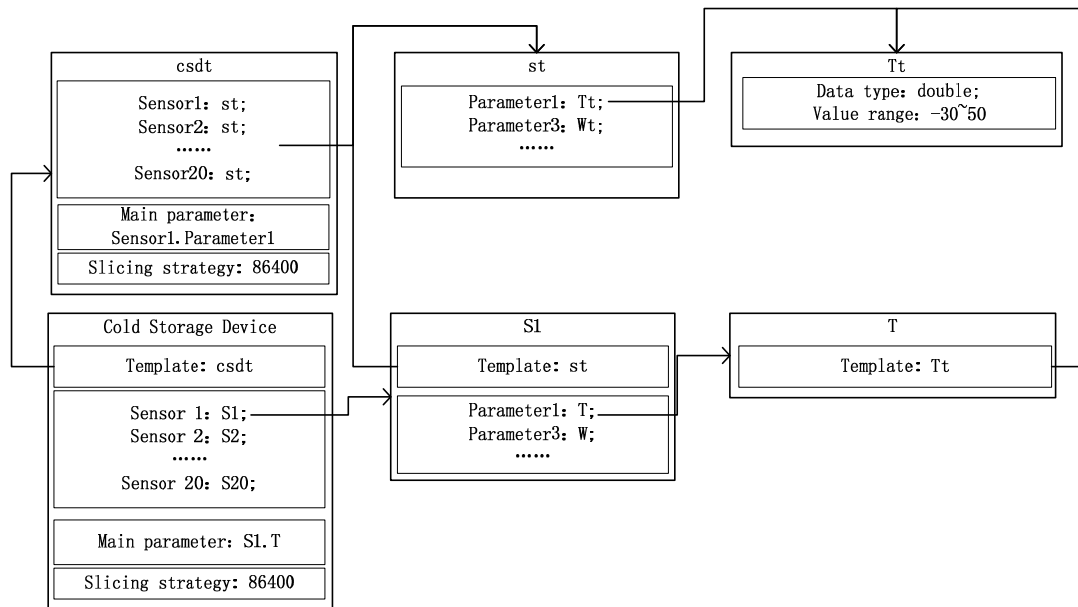 csdt
Sensor1: st;
Sensor2: st;
……
Sensor20: st;
Main parameter:
Sensor1.Parameter1
Slicing strategy: 86400
st
Parameter1: Tt;
Parameter3: Wt;
……
Tt
Data type: double;
Value range: -30~50
Cold Storage Device
Template: csdt
Sensor 1: S1;
Sensor 2: S2;
……
Sensor 20: S20;
Main parameter: S1.T
Slicing strategy: 86400
S1
Template: st
Parameter1: T;
Parameter3: W;
……
T
Template: Tt